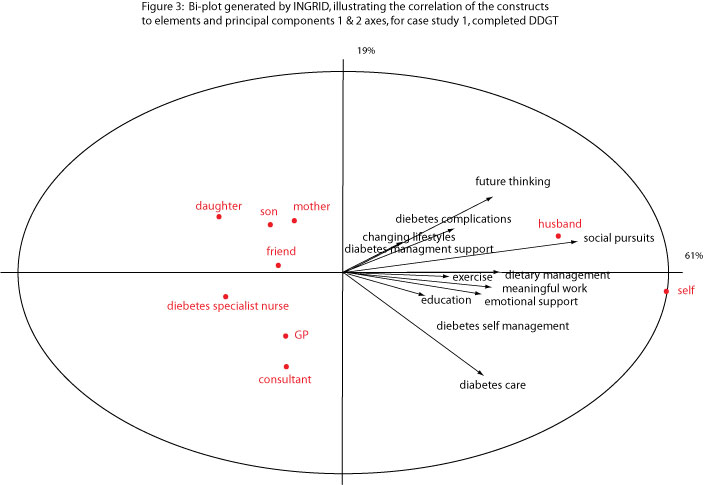 Figure 3: Bi-plot generated by INGRID, illustrating the correlation of the constructs
to elements and principal components 1 & 2 axes, for case study 1, completed DDGT
19%
future thinking
daughter
son
mother
diebetes complications
husband
changing lifestyles
social pursuits
friend
diabetes managment support
61%
exercise
dietary management
self
meaningful work
education
emotional support
diebetes specialist nurse
diebetes self management
GP
consultant
diabetes care